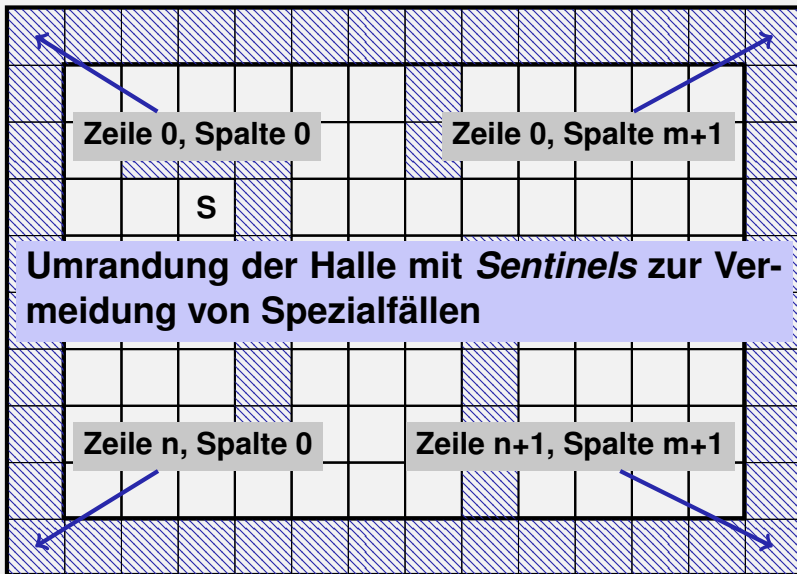 Zeile 0, Spalte 0
Zeile 0, Spalte m+1
S
Umrandung der Halle mit Sentinels zur Ver-
meidung von Spezialfällen
Zeile n, Spalte 0
Zeile n+1, Spalte m+1